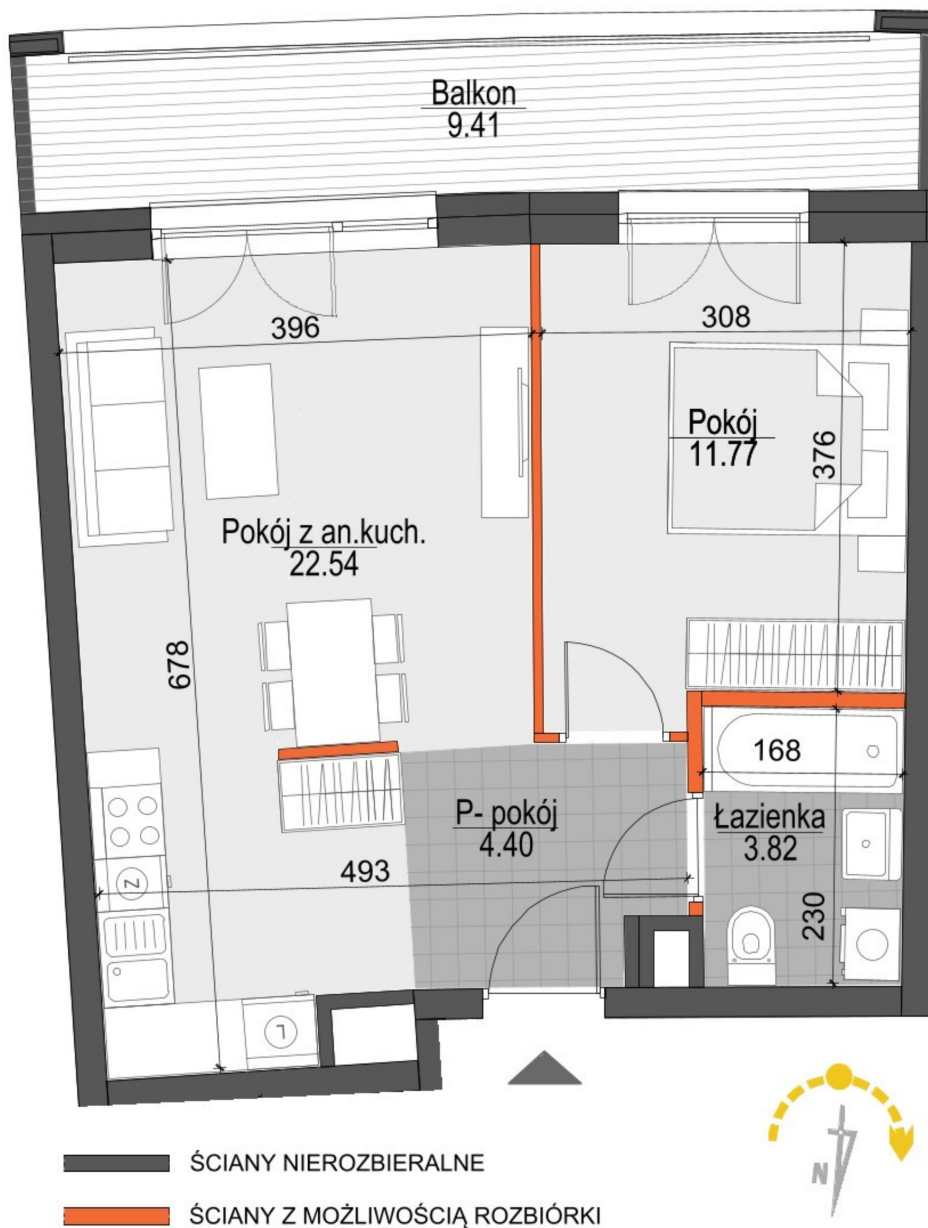 Balkon
9.41
396
308
Pokój
11.77
376
Pokój z an.kuch.
22.54
678
168
P- pokój
4.40
Łazienka
3.82
493
230
Z
L
N
ŚCIANY NIEROZBIERALNE
ŚCIANY Z MOŻLIWOŚCIĄ ROZBIÓRKI